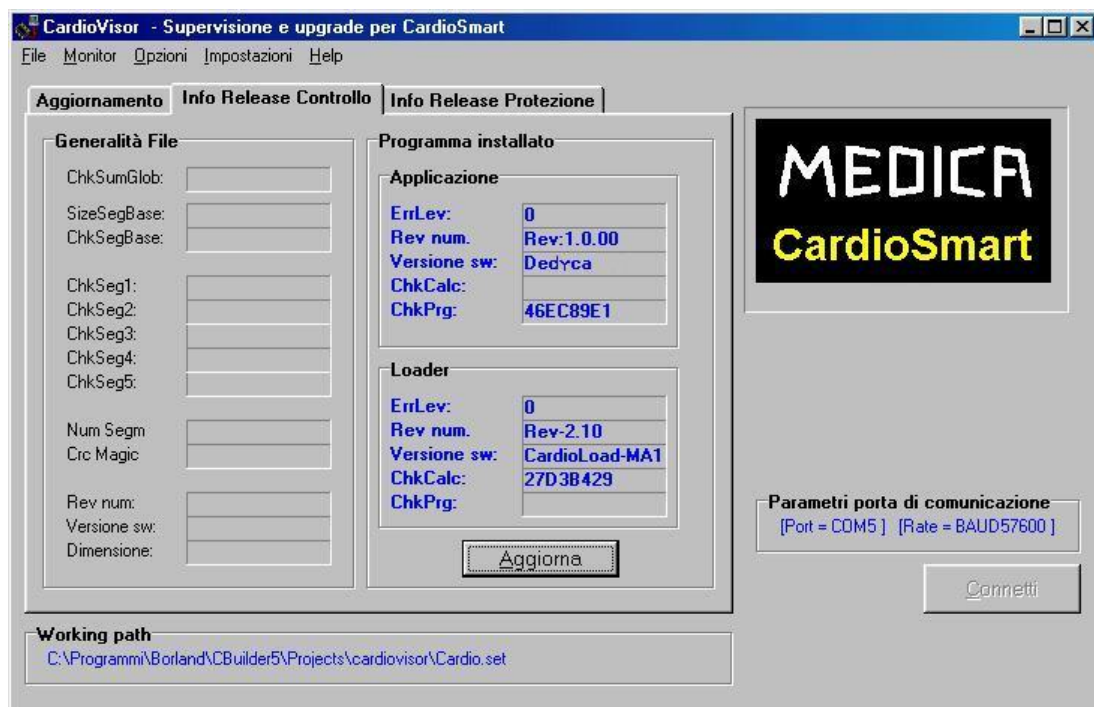 CardioVisor - Supervisione e upgrade per CardioSmart
File Monitor Opzioni Impostazioni Help
Aggiornamento Info Release Controllo Info Release Protezione
Generalità File
ChkSumGlob:
SizeSegBase:
ChkSegBase:
ChkSeg1:
ChkSeg2:
ChkSeg3:
ChkSeg4:
ChkSeg5:
Num Segm
Crc Magic
Rev num:
Versione sw:
Dimensione:
Programma installato
Applicazione
ErrLev: 0
Rev num. Rev:1.0.00
Versione sw: Dedyca
ChkCalc:
ChkPrg: 46EC89E1
Loader
ErrLev: 0
Rev num. Rev-2.10
Versione sw: CardioLoad-MA1
ChkCalc: 27D3B429
ChkPrg:
Aggiorna
MEDICA
CardioSmart
Parametri porta di comunicazione
[Port = COM5 ] [Rate = BAUD57600 ]
Connetti
Working path
C:\Programmi\Borland\CBuilder5\Projects\cardiovisor\Cardio.set